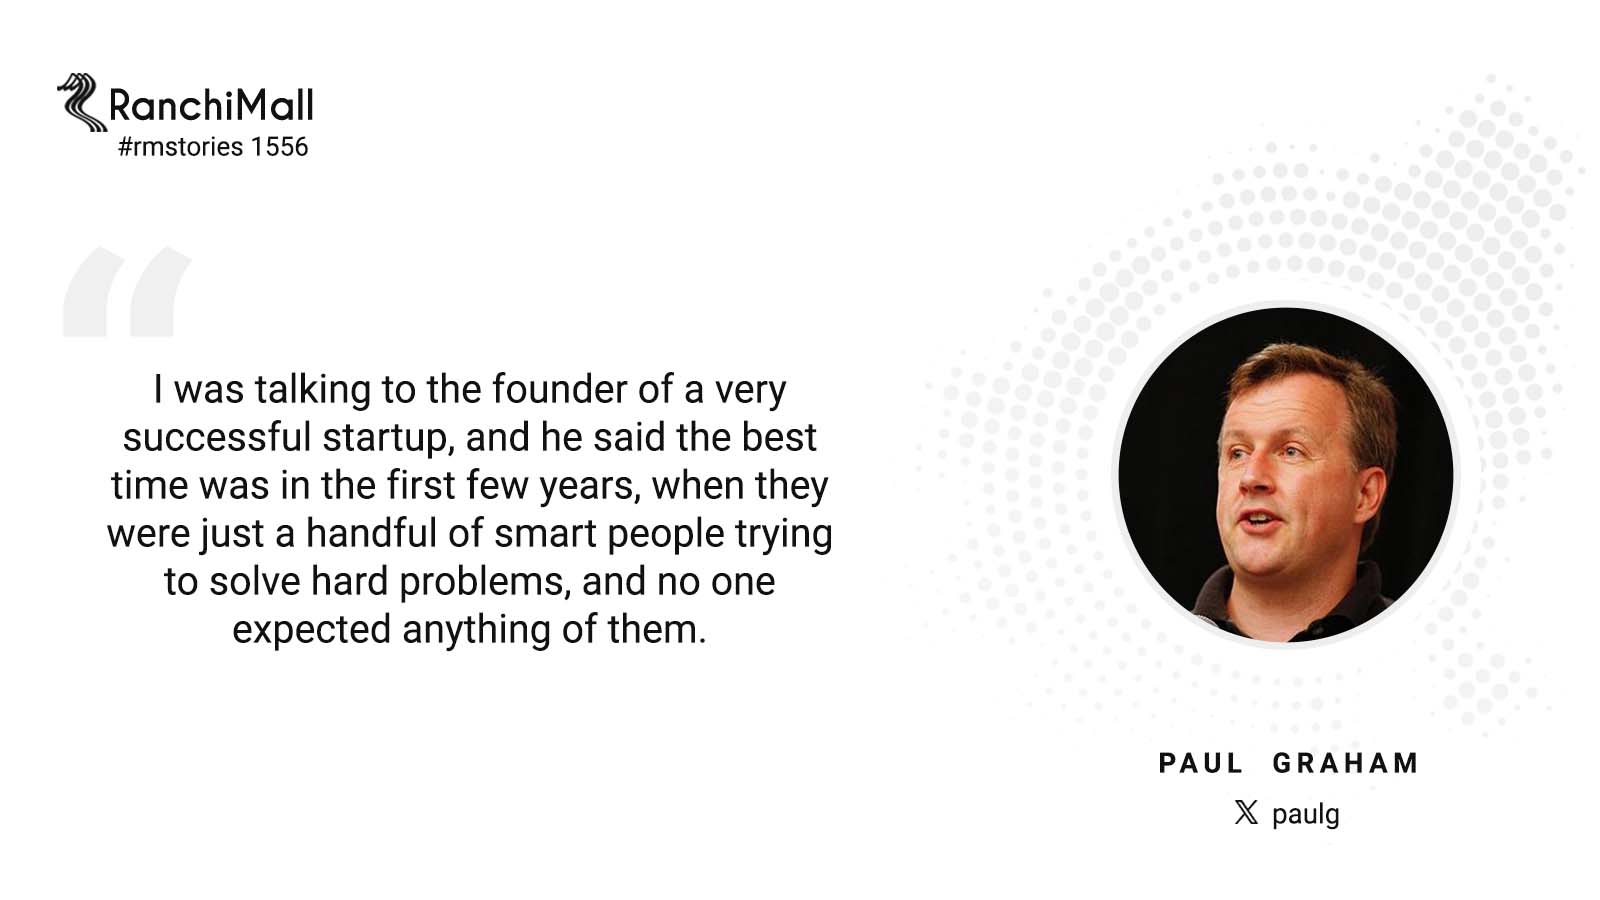 RanchiMall
#rmstories 1556
“
I was talking to the founder of a very
successful startup, and he said the best
time was in the first few years, when they
were just a handful of smart people trying
to solve hard problems, and no one
expected anything of them.
PAUL GRAHAM
𝕏 paulg